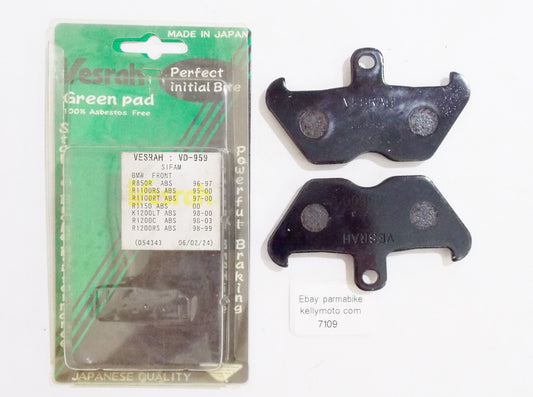 MADE IN JAPAN
Vesrah
Perfect
initial Bite
Green pad
100% Asbestos Free
VESRAH : VD-959
SIFAM
BMW FRONT
R850R ABS 96-97
R1100RS ABS 95-00
R1100RT ABS 97-00
R1150 ABS 00
K1200LT ABS 98-00
R1200C ABS 98-03
R1200RS ABS 98-99
(054343 06/02/24)
Powerful Braking
JAPANESE QUALITY
VESRAH
VESRAH
Ebay parmabike
kellymoto.com
7109